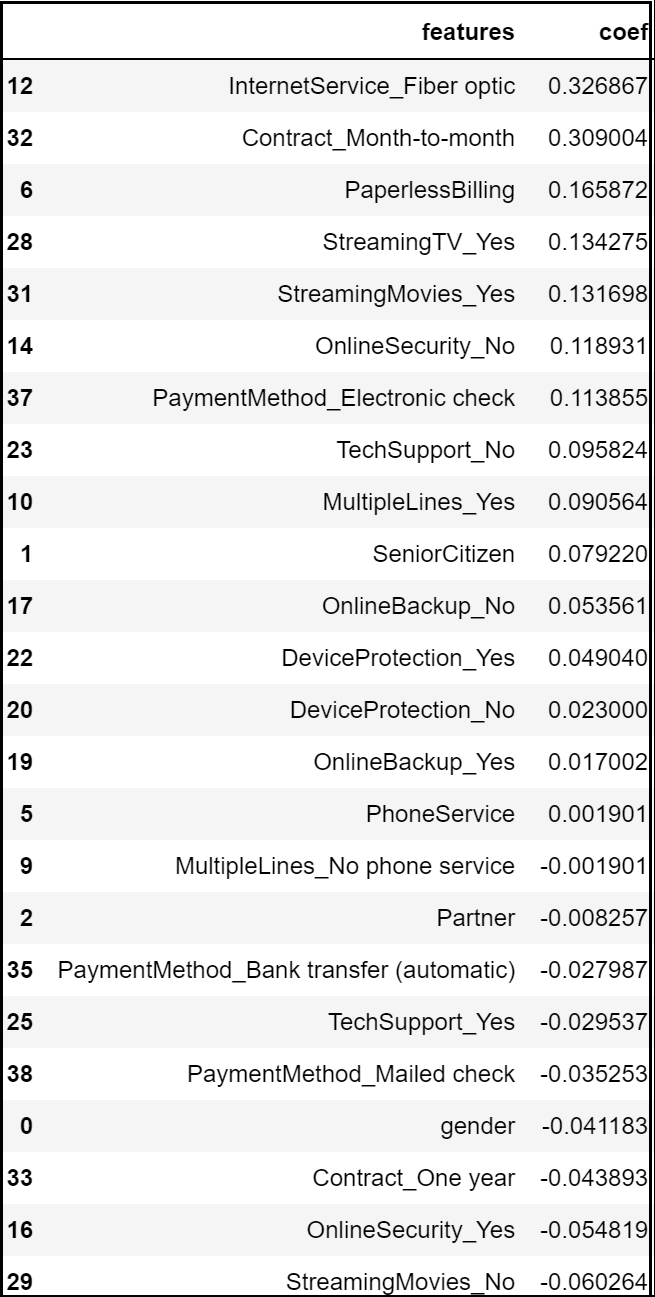 features coef
12 InternetService_Fiber optic 0.326867
32 Contract_Month-to-month 0.309004
6 PaperlessBilling 0.165872
28 StreamingTV_Yes 0.134275
31 StreamingMovies_Yes 0.131698
14 OnlineSecurity_No 0.118931
37 PaymentMethod_Electronic check 0.113855
23 TechSupport_No 0.095824
10 MultipleLines_Yes 0.090564
1 SeniorCitizen 0.079220
17 OnlineBackup_No 0.053561
22 DeviceProtection_Yes 0.049040
20 DeviceProtection_No 0.023000
19 OnlineBackup_Yes 0.017002
5 PhoneService 0.001901
9 MultipleLines_No phone service -0.001901
2 Partner -0.008257
35 PaymentMethod_Bank transfer (automatic) -0.027987
25 TechSupport_Yes -0.029537
38 PaymentMethod_Mailed check -0.035253
0 gender -0.041183
33 Contract_One year -0.043893
16 OnlineSecurity_Yes -0.054819
29 StreamingMovies_No -0.060264